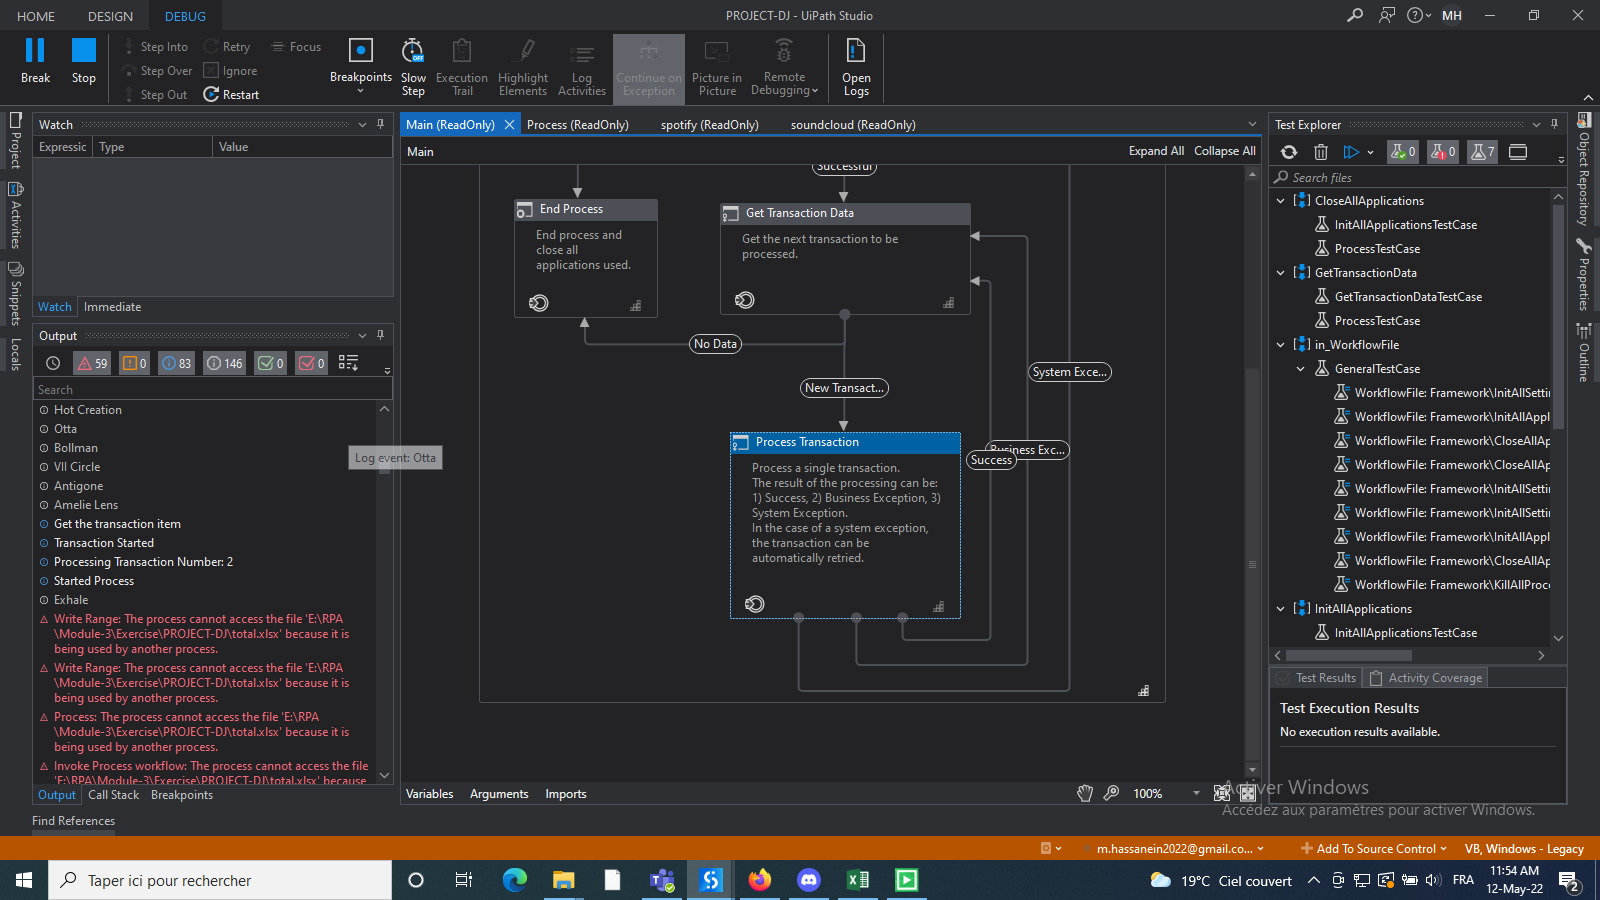 HOME DESIGN DEBUG
PROJECT-DJ - UiPath Studio
MH
Break
Stop
Step Into
Step Over
Step Out
Retry
Ignore
Restart
Focus
Breakpoints
Slow
Step
OFF
Execution
Trail
Highlight
Elements
Log
Activities
Continue on
Exception
Picture in
Picture
Remote
Debugging
Open
Logs
Project
Activities
Snippets
Locals
Watch
Expressic Type Value
Watch Immediate
Output
59 0 83 146 0 0
Search
Hot Creation
Otta
Bollman
VII Circle
Antigone
Amelie Lens
Log event: Otta
Get the transaction item
Transaction Started
Processing Transaction Number: 2
Started Process
Exhale
Write Range: The process cannot access the file 'E:\RPA
\Module-3\Exercise\PROJECT-DJ\total.xlsx' because it is
being used by another process.
Write Range: The process cannot access the file 'E:\RPA
\Module-3\Exercise\PROJECT-DJ\total.xlsx' because it is
being used by another process.
Process: The process cannot access the file 'E:\RPA
\Module-3\Exercise\PROJECT-DJ\total.xlsx' because it is
being used by another process.
Invoke Process workflow: The process cannot access the file
'E:\RPA\Module-3\Exercise\PROJECT-DJ\total.xlsx' because
Output Call Stack Breakpoints
Find References
Main (ReadOnly) Process (ReadOnly) spotify (ReadOnly) soundcloud (ReadOnly)
Main
Expand All Collapse All
Successful
End Process
End process and
close all
applications used.
Get Transaction Data
Get the next transaction to be
processed.
No Data
New Transact...
System Exce...
Business Exc...
Success
Process Transaction
Process a single transaction.
The result of the processing can be:
1) Success, 2) Business Exception, 3)
System Exception.
In the case of a system exception,
the transaction can be
automatically retried.
Variables Arguments Imports
100%
Test Explorer
0 0 7
Search files
CloseAllApplications
InitAllApplicationsTestCase
ProcessTestCase
GetTransactionData
GetTransactionDataTestCase
ProcessTestCase
in_WorkflowFile
GeneralTestCase
WorkflowFile: Framework\InitAllSettin
WorkflowFile: Framework\InitAllAppl
WorkflowFile: Framework\CloseAllAp
WorkflowFile: Framework\CloseAllAp
WorkflowFile: Framework\InitAllSettin
WorkflowFile: Framework\InitAllSettin
WorkflowFile: Framework\InitAllAppl
WorkflowFile: Framework\CloseAllAp
WorkflowFile: Framework\KillAllProce
InitAllApplications
InitAllApplicationsTestCase
Test Results Activity Coverage
Test Execution Results
No execution results available.
Object Repository
Properties
Outline
Activer Windows
Accédez aux paramètres pour activer Windows.
m.hassanein2022@gmail.co...
Add To Source Control
VB, Windows - Legacy
Taper ici pour rechercher
19°C Ciel couvert
FRA
11:54 AM
12-May-22
2